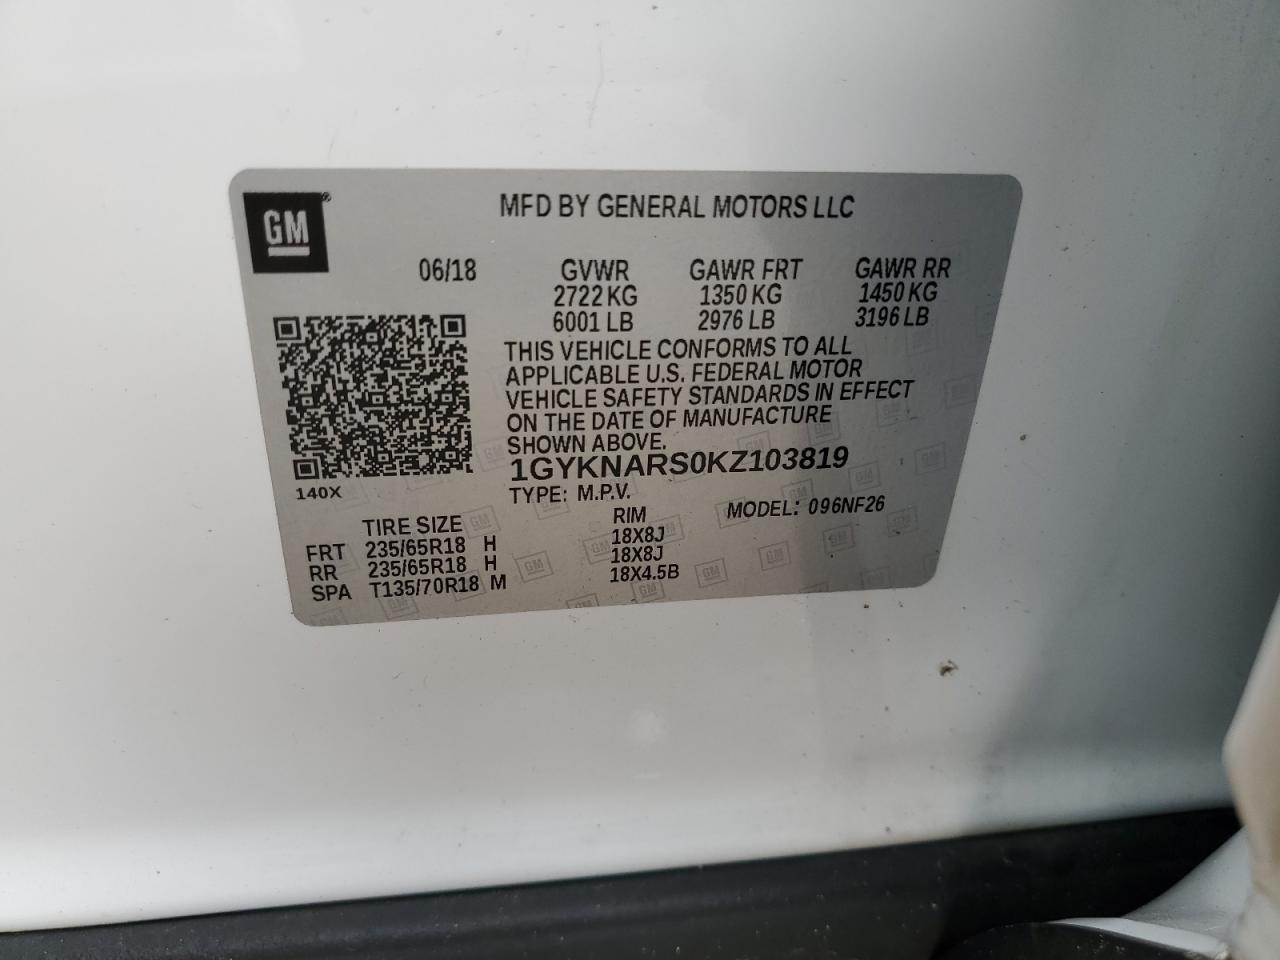 GM
MFD BY GENERAL MOTORS LLC
06/18 GVWR GAWR FRT GAWR RR
2722 KG 1350 KG 1450 KG
6001 LB 2976 LB 3196 LB
THIS VEHICLE CONFORMS TO ALL
APPLICABLE U.S. FEDERAL MOTOR
VEHICLE SAFETY STANDARDS IN EFFECT
ON THE DATE OF MANUFACTURE
SHOWN ABOVE.
1GYKNARS0KZ103819
140X
TYPE: M.P.V. MODEL: 096NF26
TIRE SIZE RIM
FRT 235/65R18 H 18X8J
RR 235/65R18 H 18X8J
SPA T135/70R18 M 18X4.5B